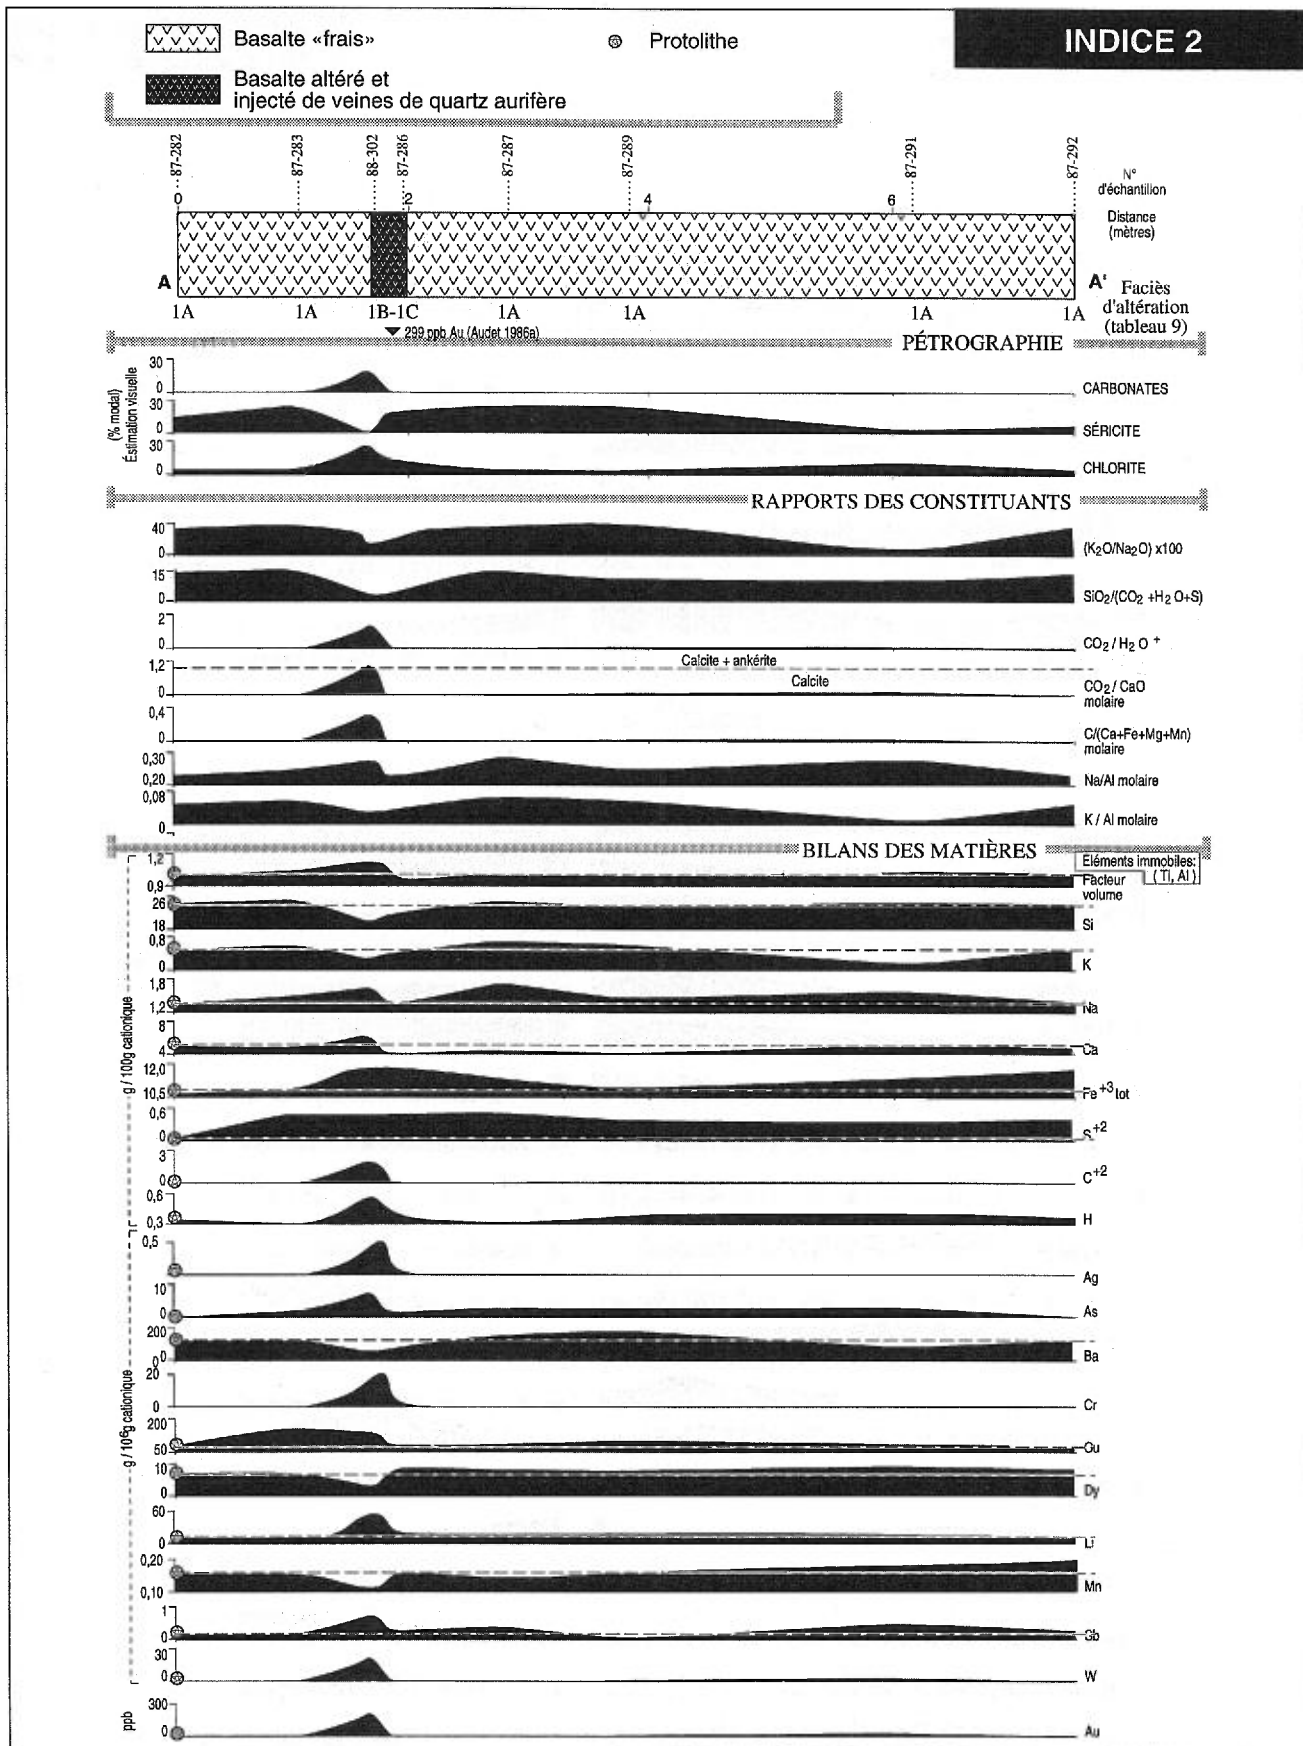 INDICE 2
Basalte «frais»
Protolithe
Basalte altéré et
injecté de veines de quartz aurifère
87-282
87-283
88-302
87-286
87-287
87-289
87-291
87-292
N° d'échantillon
0 2 4 6
Distance (mètres)
A A'
Faciès d'altération (tableau 9)
1A 1A 1B-1C 1A 1A 1A 1A
299 ppb Au (Audet 1986a)
PÉTROGRAPHIE
(% modal)
Éstimation visuelle
30 0 CARBONATES
30 0 SÉRICITE
30 0 CHLORITE
RAPPORTS DES CONSTITUANTS
40 0 (K2O/Na2O) x100
15 0 SiO2/(CO2 +H2O+S)
2 0 CO2/H2O +
Calcite + ankérite
Calcite
1,2 0 CO2/CaO molaire
0,4 0 C/(Ca+Fe+Mg+Mn) molaire
0,30 0,20 Na/Al molaire
0,08 0 K/Al molaire
BILANS DES MATIÈRES
Eléments immobiles: (Ti, Al)
g/100g cationique
1,2 0,9 Facteur volume
26 18 Si
0,8 0 K
1,8 1,2 Na
8 4 Ca
12,0 10,5 Fe+3 tot
0,6 0 S+2
3 0 C+2
0,6 0,3 H
g/10⁶g cationique
0,5 Ag
10 0 As
200 0 Ba
20 0 Cr
200 50 Cu
10 0 Dy
60 0 Li
0,20 0,10 Mn
1 0 Sb
30 0 W
ppb
300 0 Au